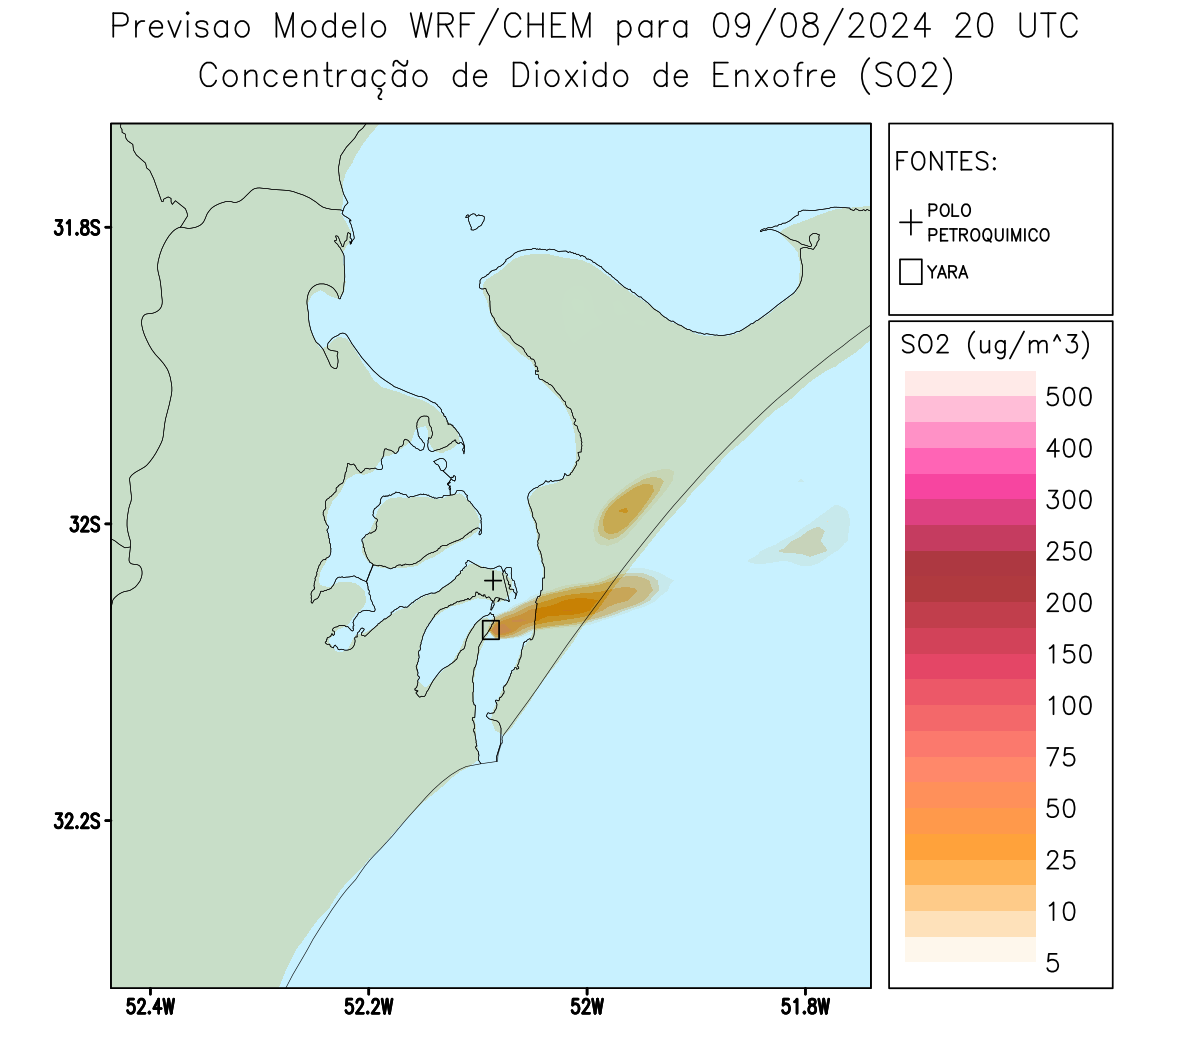 Previsao Modelo WRF/CHEM para 09/08/2024 20 UTC
Concentração de Dioxido de Enxofre (SO2)
FONTES:
POLO
PETROQUIMICO
YARA
31.8S
32S
32.2S
52.4W
52.2W
52W
51.8W
SO2 (ug/m^3)
500
400
300
250
200
150
100
75
50
25
10
5